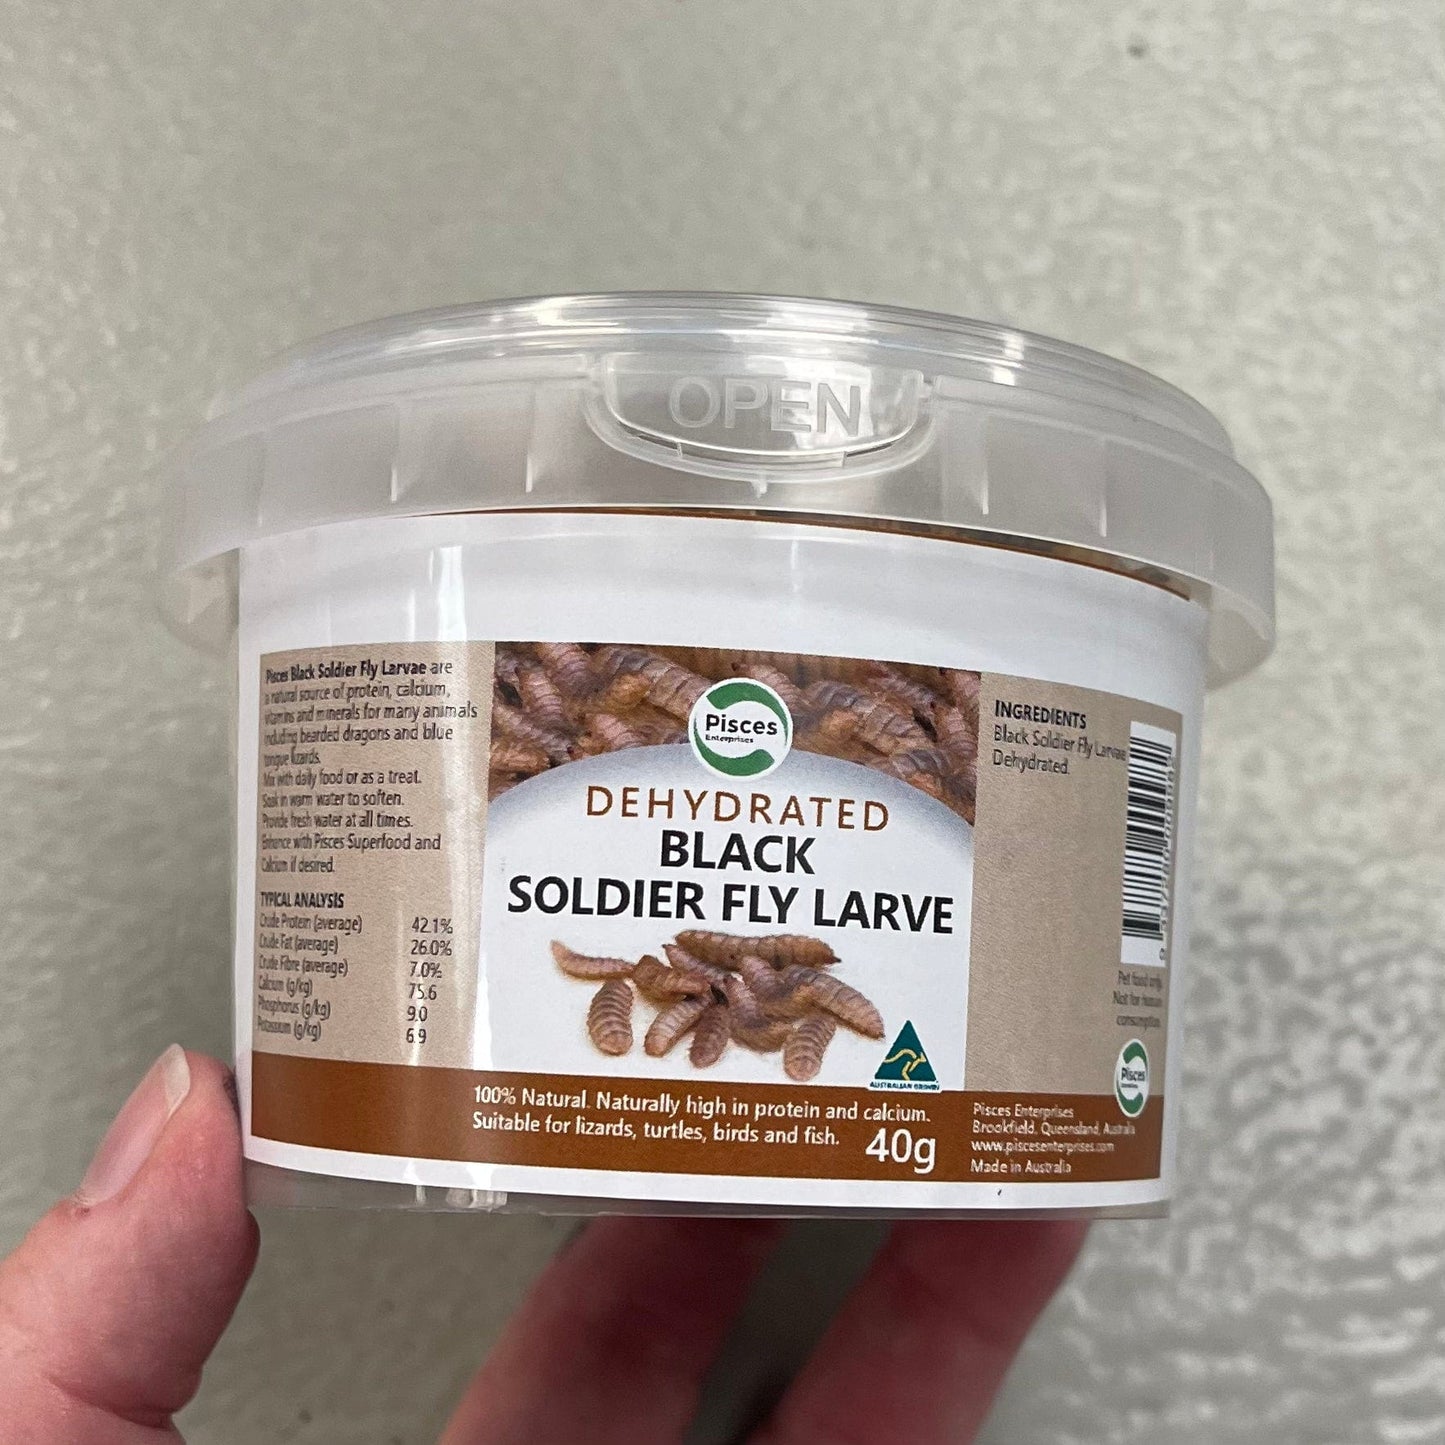 OPEN
Pisces Black Soldier Fly Larvae are
a natural source of protein, calcium,
vitamins and minerals for many animals
including bearded dragons and blue
tongue lizards.
Mix with daily food or as a treat.
Soak in warm water to soften.
Provide fresh water at all times.
Enhance with Pisces Superfood and
Calcium if desired.
TYPICAL ANALYSIS
Crude Protein (average) 42.1%
Crude Fat (average) 26.0%
Crude Fibre (average) 7.0%
Calcium (g/kg) 75.6
Phosphorus (g/kg) 9.0
Potassium (g/kg) 6.9
Pisces
Enterprises
DEHYDRATED
BLACK
SOLDIER FLY LARVE
AUSTRALIAN GROWN
100% Natural. Naturally high in protein and calcium.
Suitable for lizards, turtles, birds and fish.
40g
INGREDIENTS
Black Soldier Fly Larvae
Dehydrated.
Pet food only.
Not for human
consumption.
Pisces
Pisces Enterprises
Brookfield, Queensland, Australia
www.piscesenterprises.com
Made in Australia